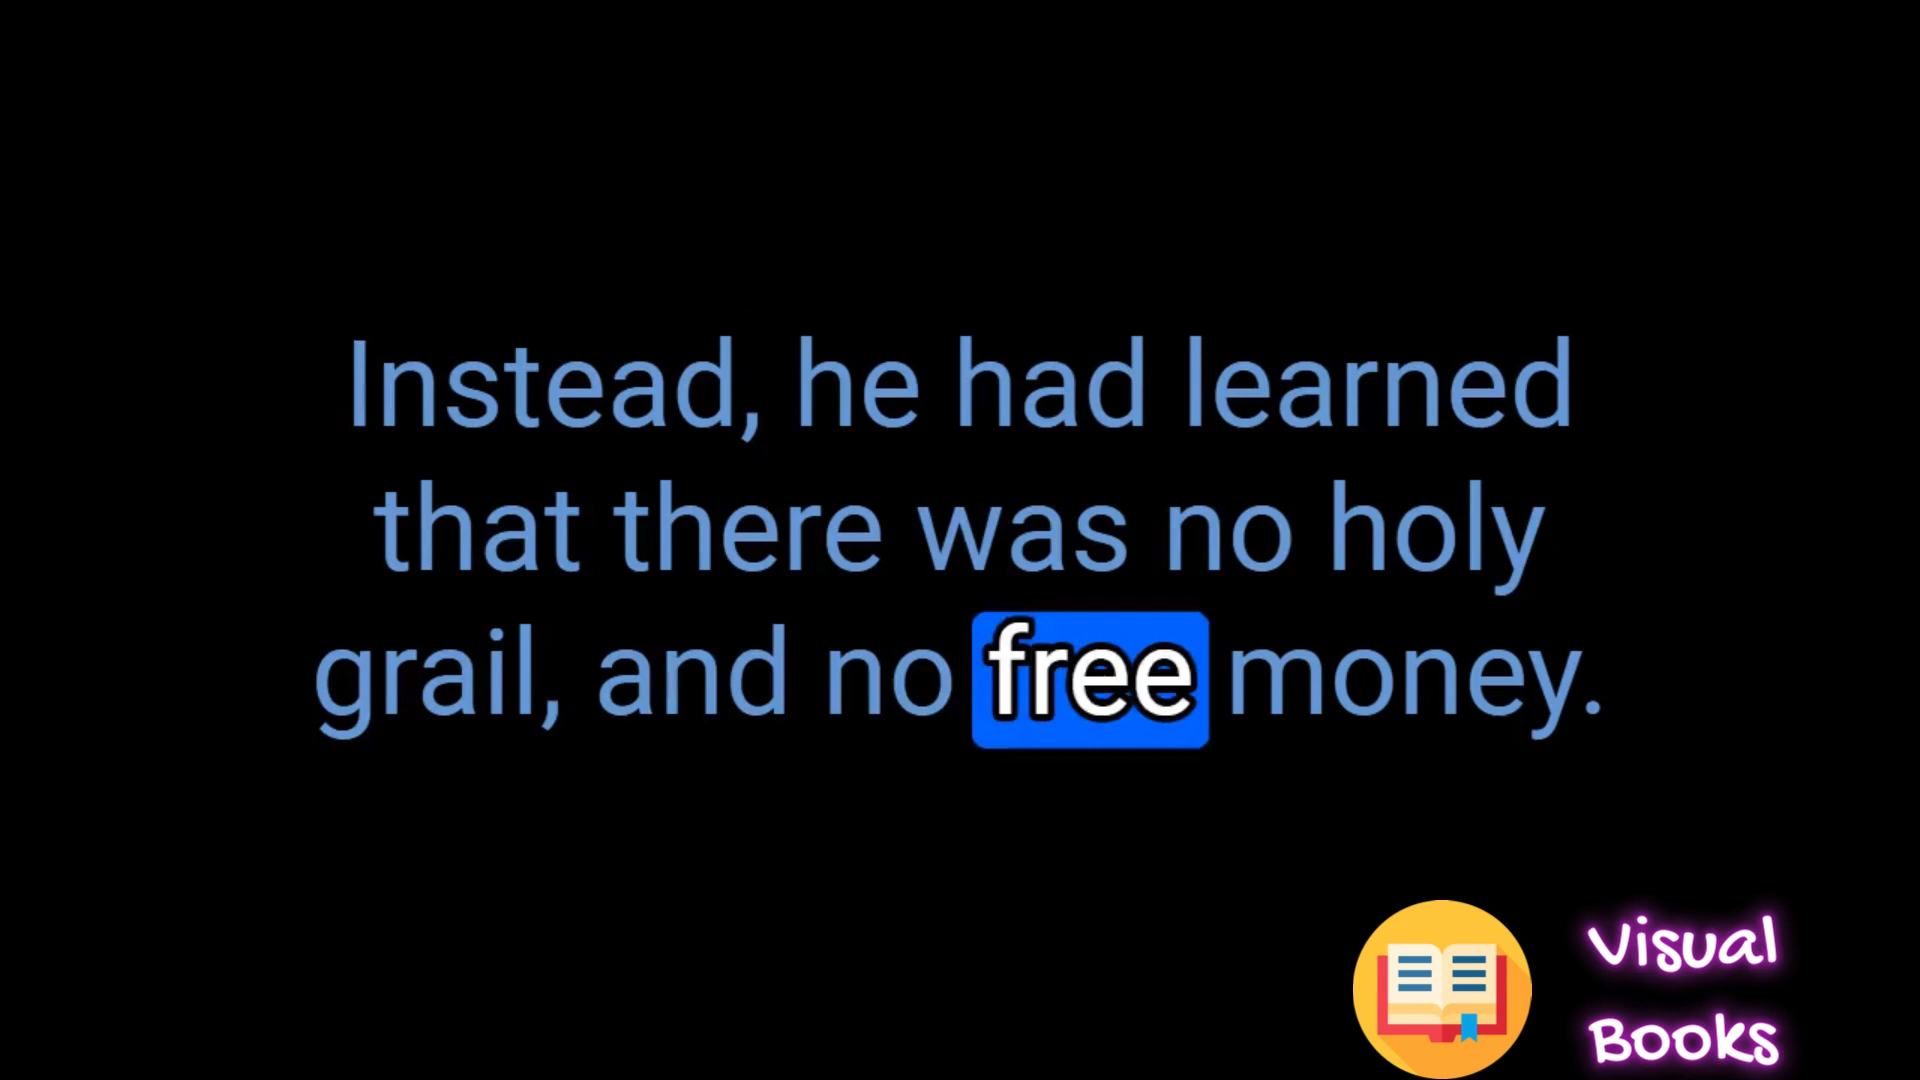 Instead, he had learned
that there was no holy
grail, and no free money.
Visual
Books